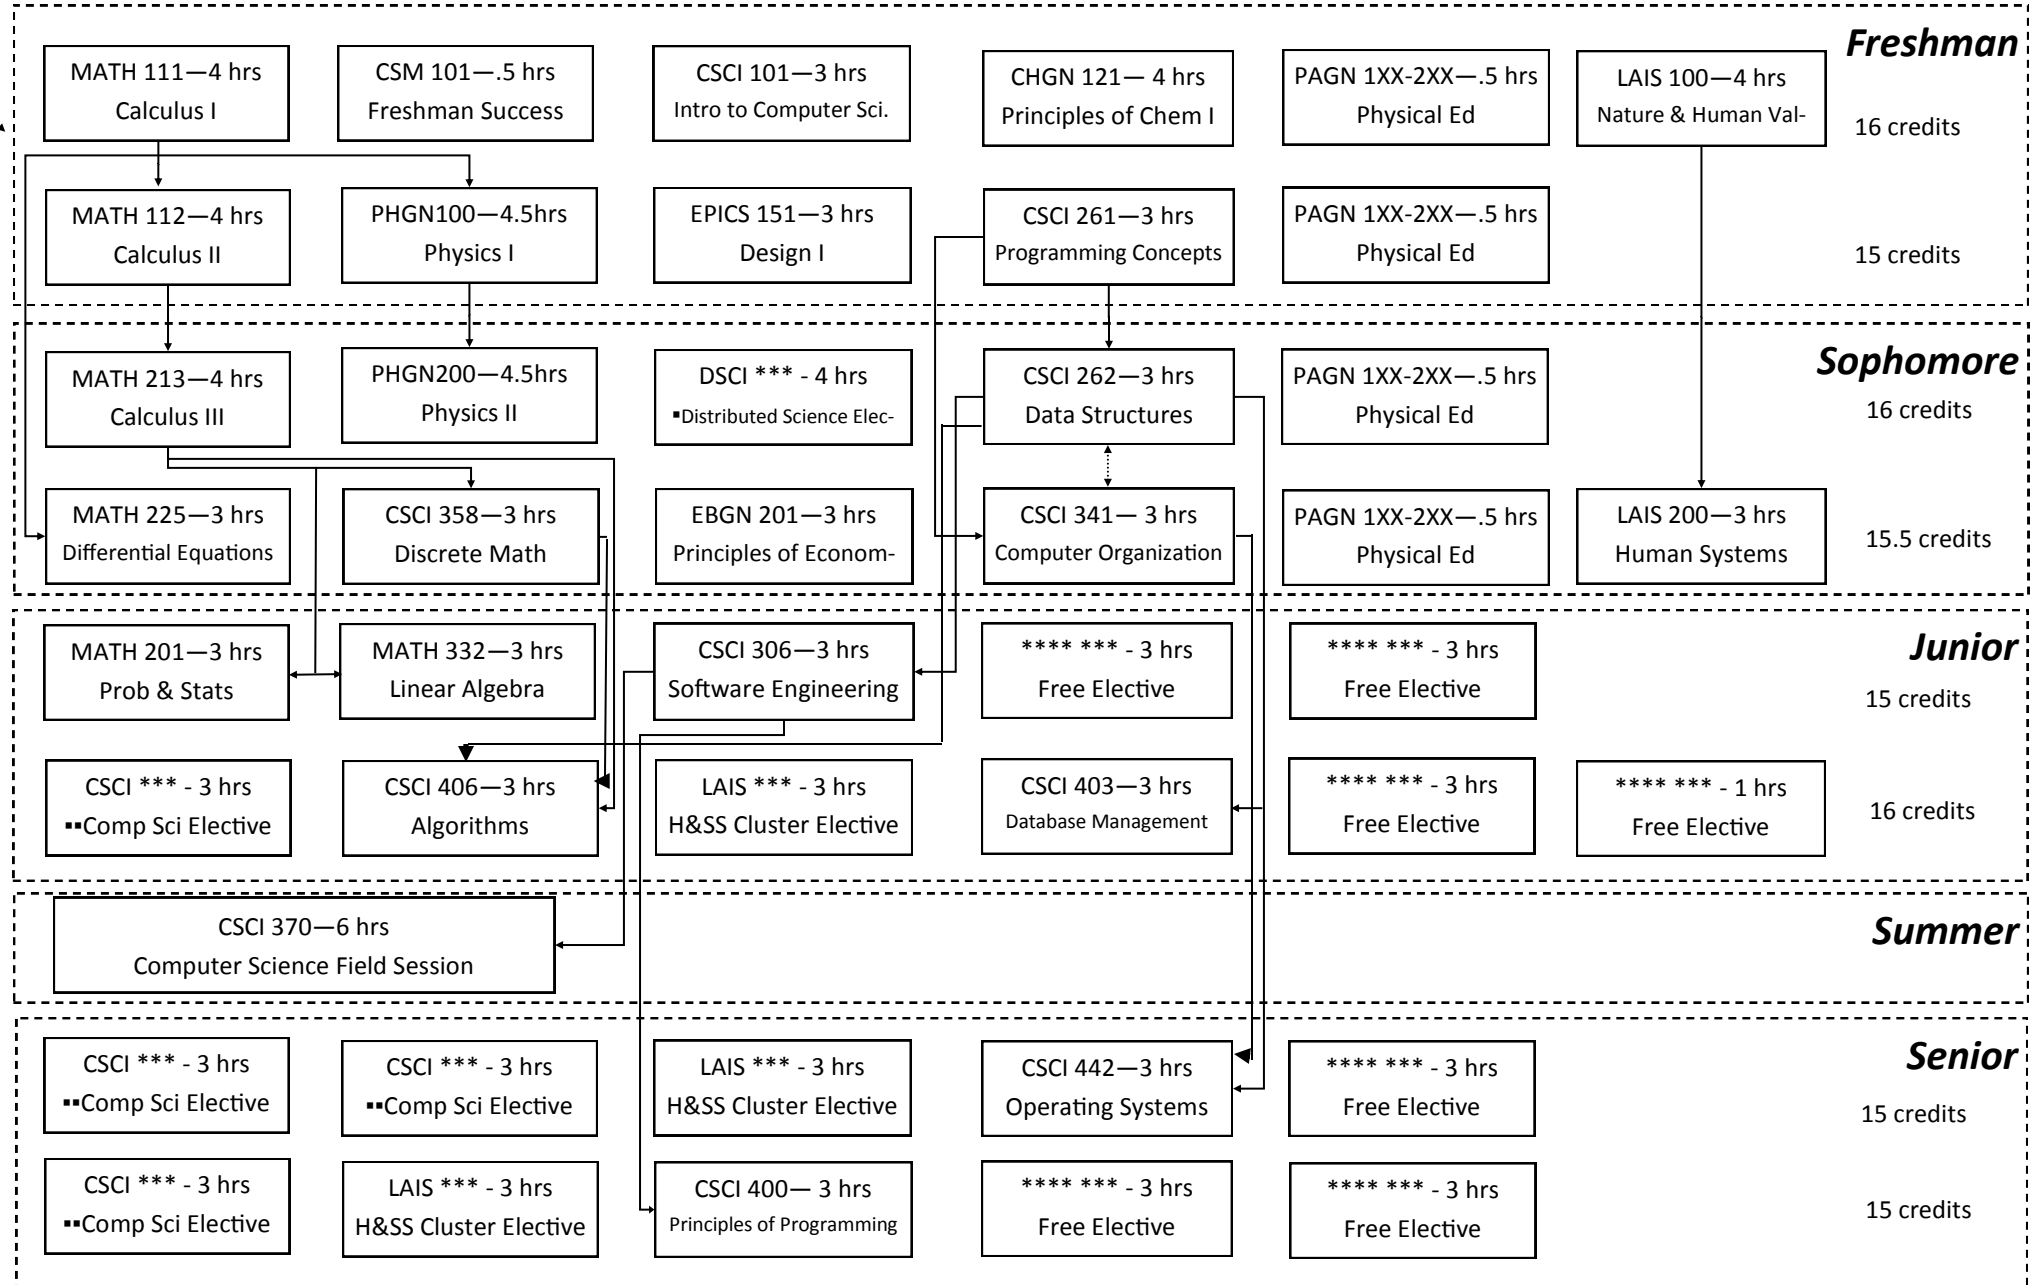 Freshman
MATH 111—4 hrs
Calculus I
CSM 101—.5 hrs
Freshman Success
CSCI 101—3 hrs
Intro to Computer Sci.
CHGN 121— 4 hrs
Principles of Chem I
PAGN 1XX-2XX—.5 hrs
Physical Ed
LAIS 100—4 hrs
Nature & Human Val-
16 credits
MATH 112—4 hrs
Calculus II
PHGN100—4.5hrs
Physics I
EPICS 151—3 hrs
Design I
CSCI 261—3 hrs
Programming Concepts
PAGN 1XX-2XX—.5 hrs
Physical Ed
15 credits
Sophomore
MATH 213—4 hrs
Calculus III
PHGN200—4.5hrs
Physics II
DSCI *** - 4 hrs
▪Distributed Science Elec-
CSCI 262—3 hrs
Data Structures
PAGN 1XX-2XX—.5 hrs
Physical Ed
16 credits
MATH 225—3 hrs
Differential Equations
CSCI 358—3 hrs
Discrete Math
EBGN 201—3 hrs
Principles of Econom-
CSCI 341— 3 hrs
Computer Organization
PAGN 1XX-2XX—.5 hrs
Physical Ed
LAIS 200—3 hrs
Human Systems
15.5 credits
Junior
MATH 201—3 hrs
Prob & Stats
MATH 332—3 hrs
Linear Algebra
CSCI 306—3 hrs
Software Engineering
**** *** - 3 hrs
Free Elective
**** *** - 3 hrs
Free Elective
15 credits
CSCI *** - 3 hrs
▪▪Comp Sci Elective
CSCI 406—3 hrs
Algorithms
LAIS *** - 3 hrs
H&SS Cluster Elective
CSCI 403—3 hrs
Database Management
**** *** - 3 hrs
Free Elective
**** *** - 1 hrs
Free Elective
16 credits
Summer
CSCI 370—6 hrs
Computer Science Field Session
Senior
CSCI *** - 3 hrs
▪▪Comp Sci Elective
CSCI *** - 3 hrs
▪▪Comp Sci Elective
LAIS *** - 3 hrs
H&SS Cluster Elective
CSCI 442—3 hrs
Operating Systems
**** *** - 3 hrs
Free Elective
15 credits
CSCI *** - 3 hrs
▪▪Comp Sci Elective
LAIS *** - 3 hrs
H&SS Cluster Elective
CSCI 400— 3 hrs
Principles of Programming
**** *** - 3 hrs
Free Elective
**** *** - 3 hrs
Free Elective
15 credits